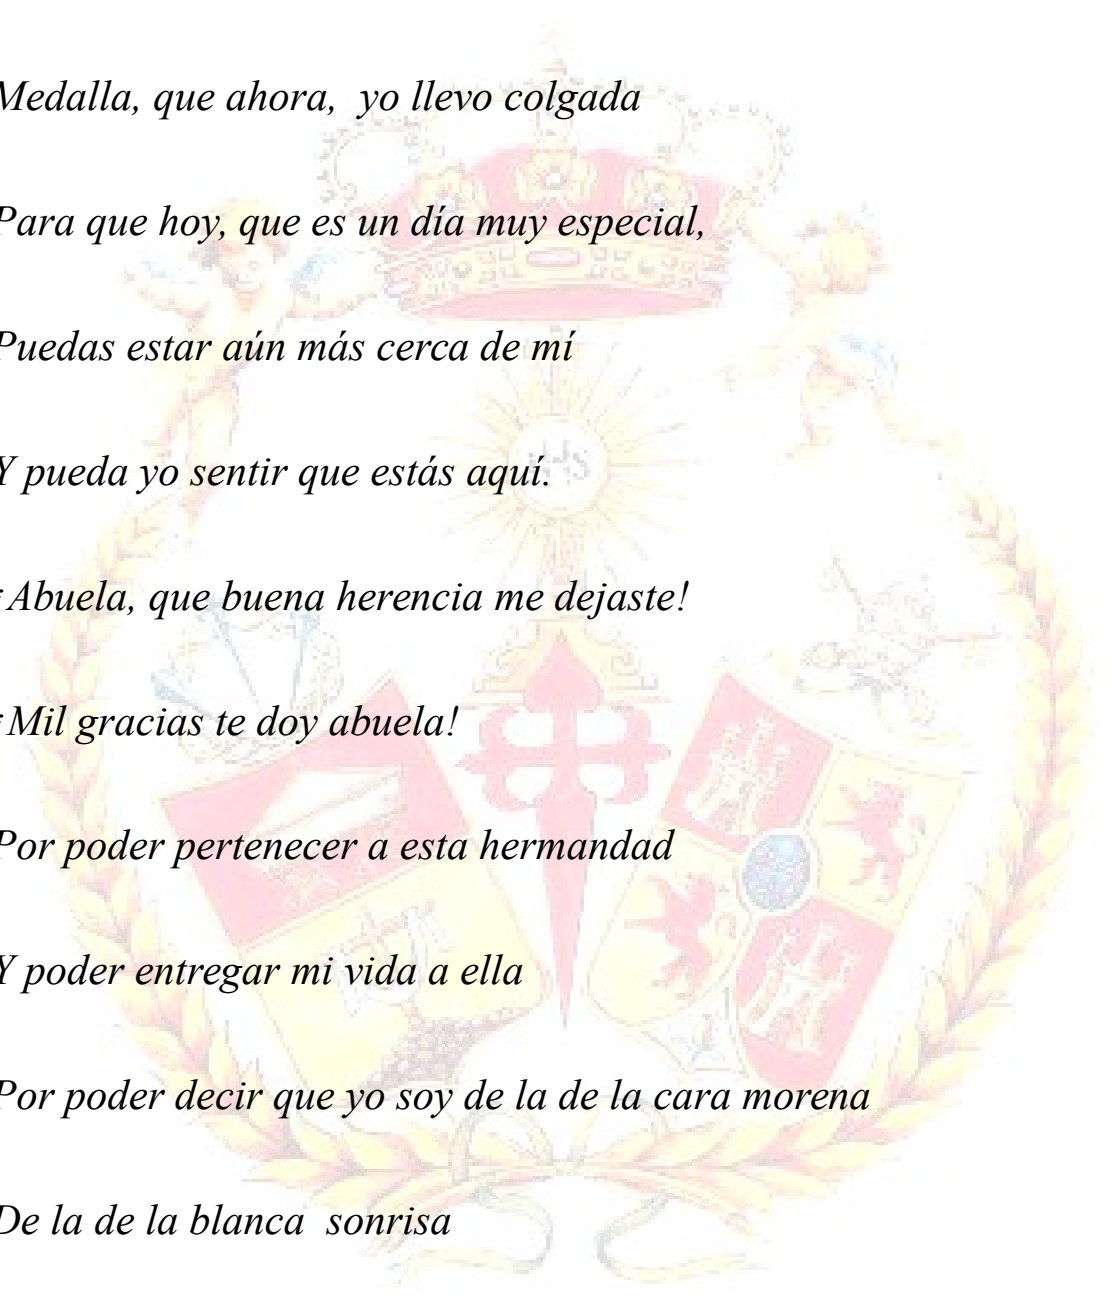 Medalla, que ahora,  yo llevo colgada
Para que hoy, que es un día muy especial,
Puedas estar aún más cerca de mí
Y pueda yo sentir que estás aquí.
¡Abuela, que buena herencia me dejaste!
¡Mil gracias te doy abuela!
Por poder pertenecer a esta hermandad
Y poder entregar mi vida a ella
Por poder decir que yo soy de la de la cara morena
De la de la blanca  sonrisa
JHS